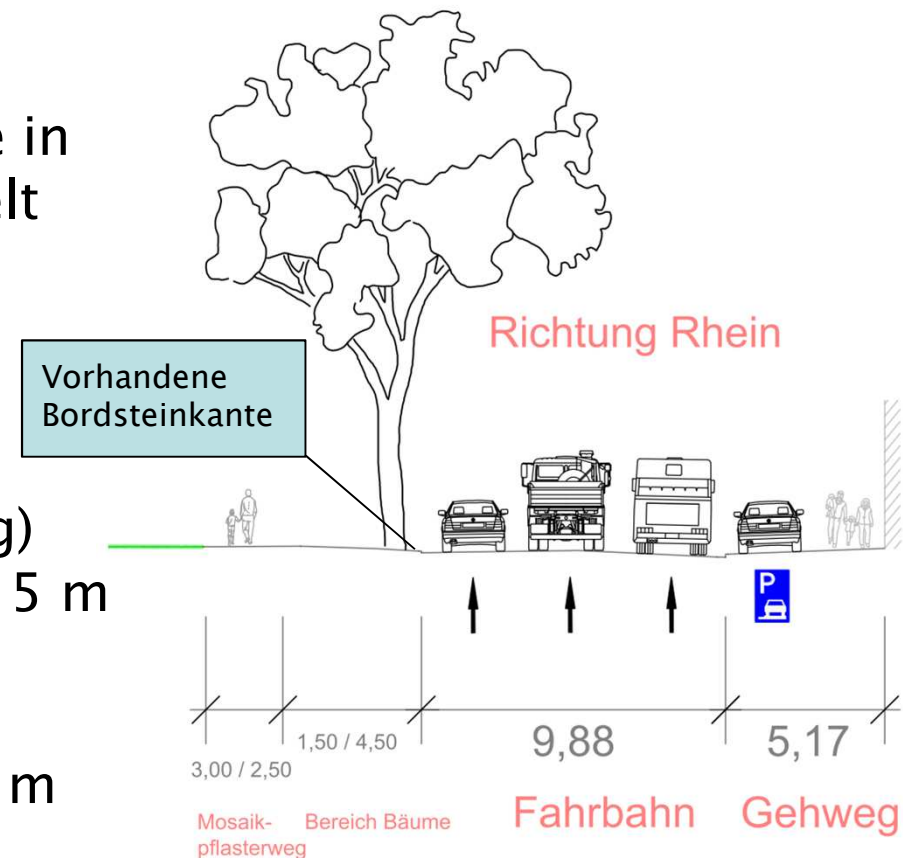 e in
elt
g)
5 m
m
Richtung Rhein
Vorhandene
Bordsteinkante
P
3,00 / 2,50
1,50 / 4,50
9,88
5,17
Mosaik-
pflasterweg
Bereich Bäume
Fahrbahn
Gehweg